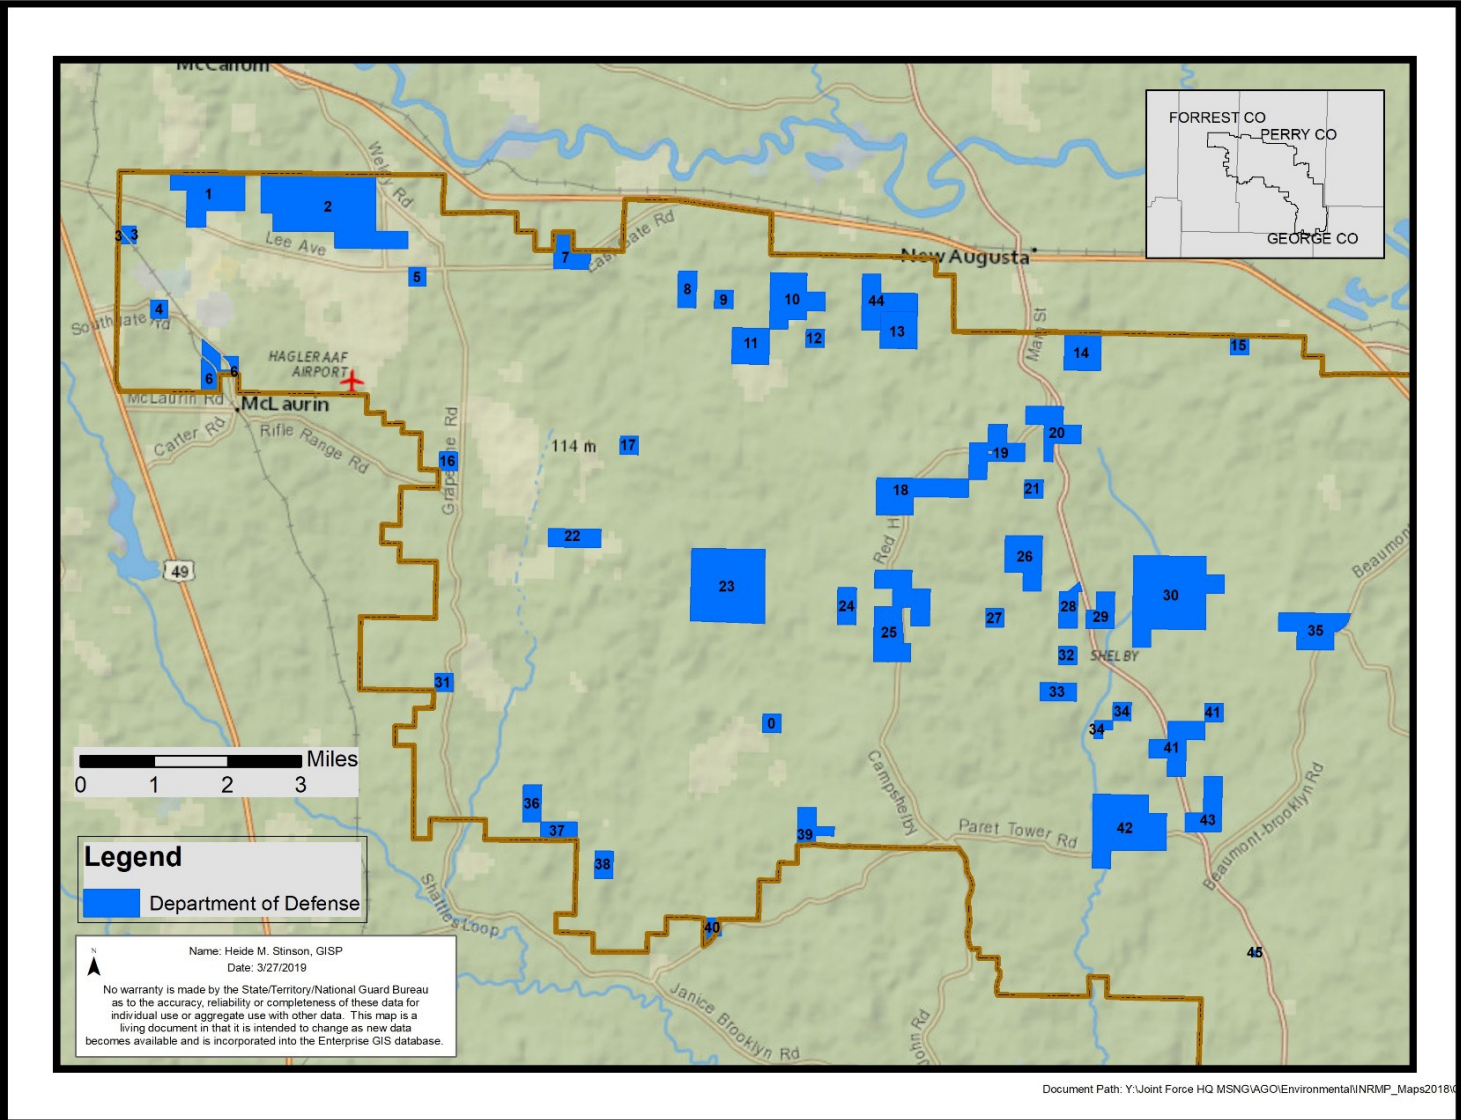 McCallum
FORREST CO
PERRY CO
GEORGE CO
Welby Rd
1
2
3
3
Lee Ave
Eastgate Rd
New Augusta
7
5
8
9
10
44
4
Southgate Rd
11
12
13
Main St
14
15
HAGLER AAF
AIRPORT
6
6
McLaurin Rd
McLaurin
Carter Rd
Rifle Range Rd
Grapevine Rd
16
114 m
17
20
19
18
21
49
22
Red H
26
Beaumont
23
24
25
27
28
29
30
35
32
SHELBY
31
33
0
34
34
41
41
Miles
0 1 2 3
Campshelby
36
37
39
Paret Tower Rd
42
43
Beaumont-brooklyn Rd
Legend
Department of Defense
38
Shattles Loop
40
45
Janice Brooklyn Rd
N
Name: Heide M. Stinson, GISP
Date: 3/27/2019
No warranty is made by the State/Territory/National Guard Bureau
as to the accuracy, reliability or completeness of these data for
individual use or aggregate use with other data. This map is a
living document in that it is intended to change as new data
becomes available and is incorporated into the Enterprise GIS database.
Document Path: Y:\Joint Force HQ MSNG\AGO\Environmental\INRMP_Maps2018\